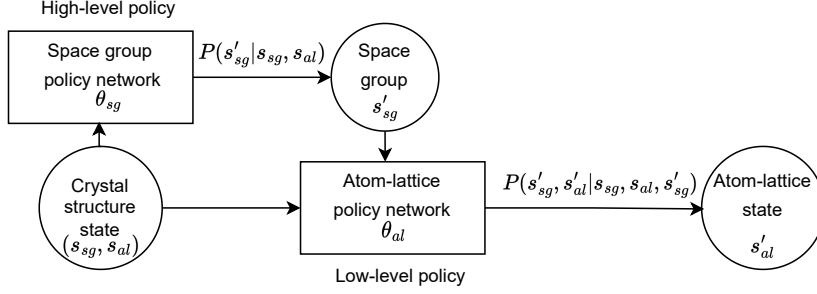 High-level policy
Space group
policy network
θ_sg
P(s'_sg|s_sg, s_al)
Space
group
s'_sg
Crystal
structure
state
(s_sg, s_al)
Atom-lattice
policy network
θ_al
Low-level policy
P(s'_sg, s'_al|s_sg, s_al, s'_sg)
Atom-lattice
state
s'_al